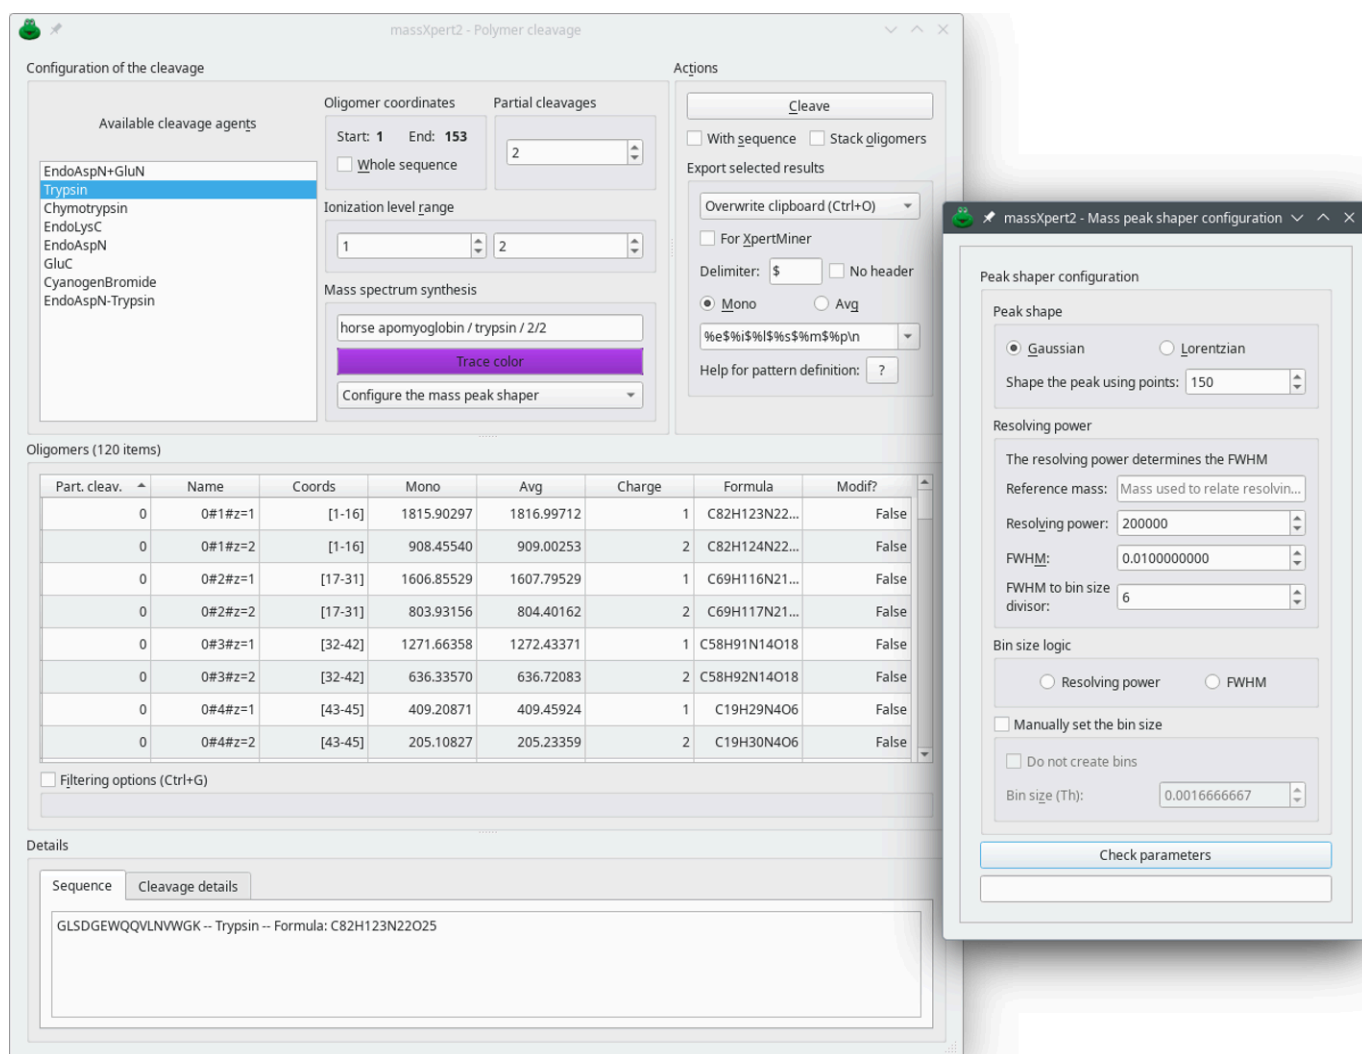 massXpert2 - Polymer cleavage
Configuration of the cleavage
Available cleavage agents
EndoAspN+GluN
Trypsin
Chymotrypsin
EndoLysC
EndoAspN
GluC
CyanogenBromide
EndoAspN-Trypsin
Oligomer coordinates
Start: 1 End: 153
Whole sequence
Partial cleavages
2
Ionization level range
1 2
Mass spectrum synthesis
horse apomyoglobin / trypsin / 2/2
Trace color
Configure the mass peak shaper
Actions
Cleave
With sequence Stack oligomers
Export selected results
Overwrite clipboard (Ctrl+O)
For XpertMiner
Delimiter: $ No header
Mono Avg
%e$%i$%l$%s$%m$%p\n
Help for pattern definition: ?
Oligomers (120 items)
Part. cleav. Name Coords Mono Avg Charge Formula Modif?
0 0#1#z=1 [1-16] 1815.90297 1816.99712 1 C82H123N22... False
0 0#1#z=2 [1-16] 908.45540 909.00253 2 C82H124N22... False
0 0#2#z=1 [17-31] 1606.85529 1607.79529 1 C69H116N21... False
0 0#2#z=2 [17-31] 803.93156 804.40162 2 C69H117N21... False
0 0#3#z=1 [32-42] 1271.66358 1272.43371 1 C58H91N14O18 False
0 0#3#z=2 [32-42] 636.33570 636.72083 2 C58H92N14O18 False
0 0#4#z=1 [43-45] 409.20871 409.45924 1 C19H29N4O6 False
0 0#4#z=2 [43-45] 205.10827 205.23359 2 C19H30N4O6 False
Filtering options (Ctrl+G)
Details
Sequence Cleavage details
GLSDGEWQQVLNVWGK -- Trypsin -- Formula: C82H123N22O25
massXpert2 - Mass peak shaper configuration
Peak shaper configuration
Peak shape
Gaussian Lorentzian
Shape the peak using points: 150
Resolving power
The resolving power determines the FWHM
Reference mass: Mass used to relate resolvin...
Resolving power: 200000
FWHM: 0.0100000000
FWHM to bin size
divisor: 6
Bin size logic
Resolving power FWHM
Manually set the bin size
Do not create bins
Bin size (Th): 0.0016666667
Check parameters